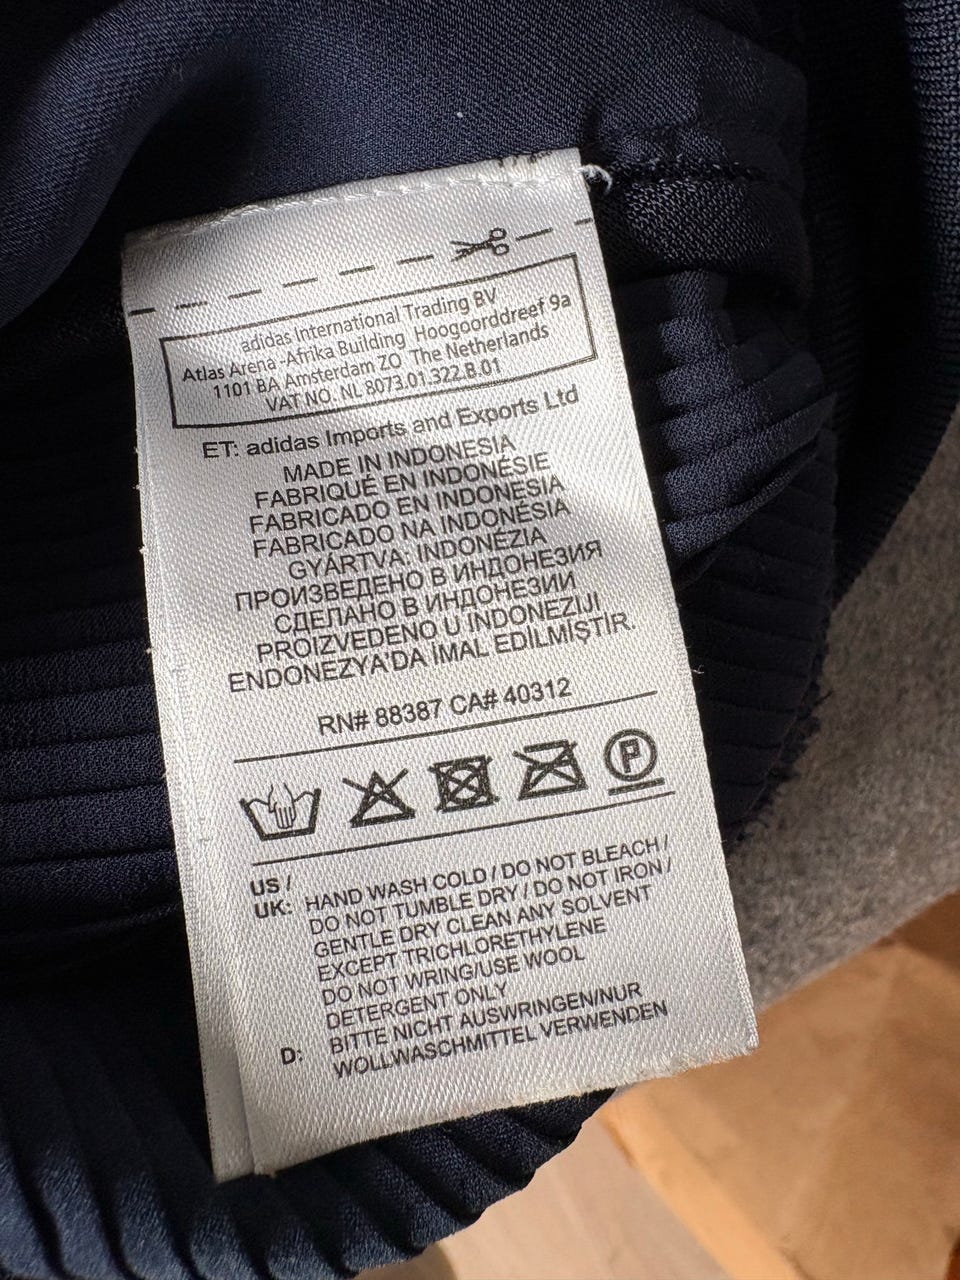 adidas International Trading BV
Atlas Arena -Afrika Building Hoogoorddreef 9a
1101 BA Amsterdam ZO The Netherlands
VAT NO. NL 8073.01.322.B.01
ET: adidas Imports and Exports Ltd
MADE IN INDONESIA
FABRIQUÉ EN INDONÉSIE
FABRICADO EN INDONESIA
FABRICADO NA INDONÉSIA
GYÁRTVA: INDONÉZIA
ПРОИЗВЕДЕНО В ИНДОНЕЗИЯ
СДЕЛАНО В ИНДОНЕЗИИ
PROIZVEDENO U INDONEZIJI
ENDONEZYA'DA İMAL EDİLMİŞTİR.
RN# 88387 CA# 40312
P
US /
UK: HAND WASH COLD / DO NOT BLEACH /
DO NOT TUMBLE DRY / DO NOT IRON /
GENTLE DRY CLEAN ANY SOLVENT
EXCEPT TRICHLORETHYLENE
DO NOT WRING/USE WOOL
DETERGENT ONLY
D: BITTE NICHT AUSWRINGEN/NUR
WOLLWASCHMITTEL VERWENDEN